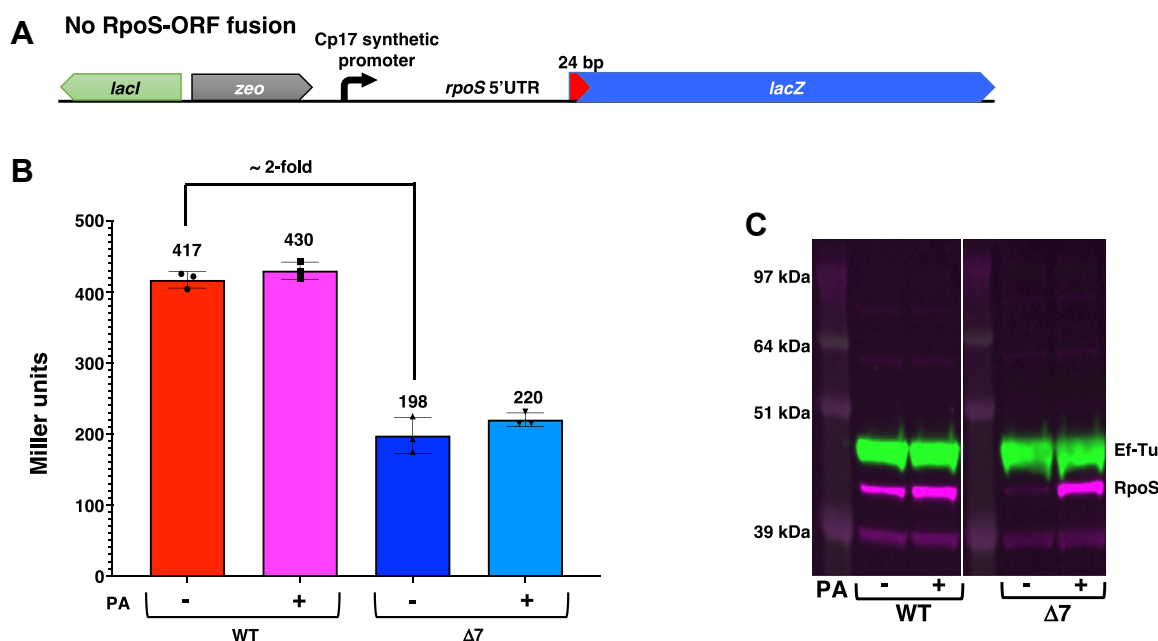 A
No RpoS-ORF fusion
Cp17 synthetic
promoter
24 bp
lacI
zeo
rpoS 5'UTR
lacZ
B
~ 2-fold
Miller units
500
400
300
200
100
0
417
430
198
220
PA
-
+
-
+
WT
Δ7
C
97 kDa
64 kDa
51 kDa
39 kDa
Ef-Tu
RpoS
PA
-
+
-
+
WT
Δ7